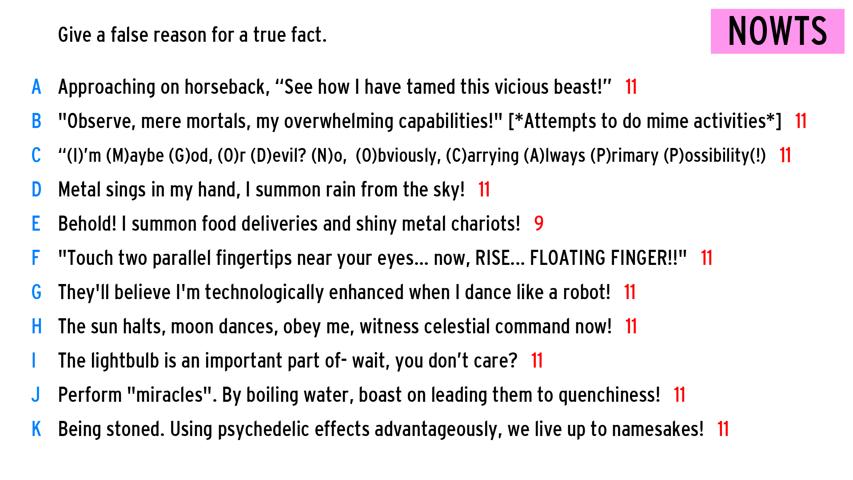 Give a false reason for a true fact.
NOWTS
A Approaching on horseback, “See how I have tamed this vicious beast!” 11
B "Observe, mere mortals, my overwhelming capabilities!" [*Attempts to do mime activities*] 11
C “(I)’m (M)aybe (G)od, (O)r (D)evil? (N)o, (O)bviously, (C)arrying (A)lways (P)rimary (P)ossibility(!) 11
D Metal sings in my hand, I summon rain from the sky! 11
E Behold! I summon food deliveries and shiny metal chariots! 9
F "Touch two parallel fingertips near your eyes... now, RISE... FLOATING FINGER!!" 11
G They'll believe I'm technologically enhanced when I dance like a robot! 11
H The sun halts, moon dances, obey me, witness celestial command now! 11
I The lightbulb is an important part of- wait, you don’t care? 11
J Perform "miracles". By boiling water, boast on leading them to quenchiness! 11
K Being stoned. Using psychedelic effects advantageously, we live up to namesakes! 11